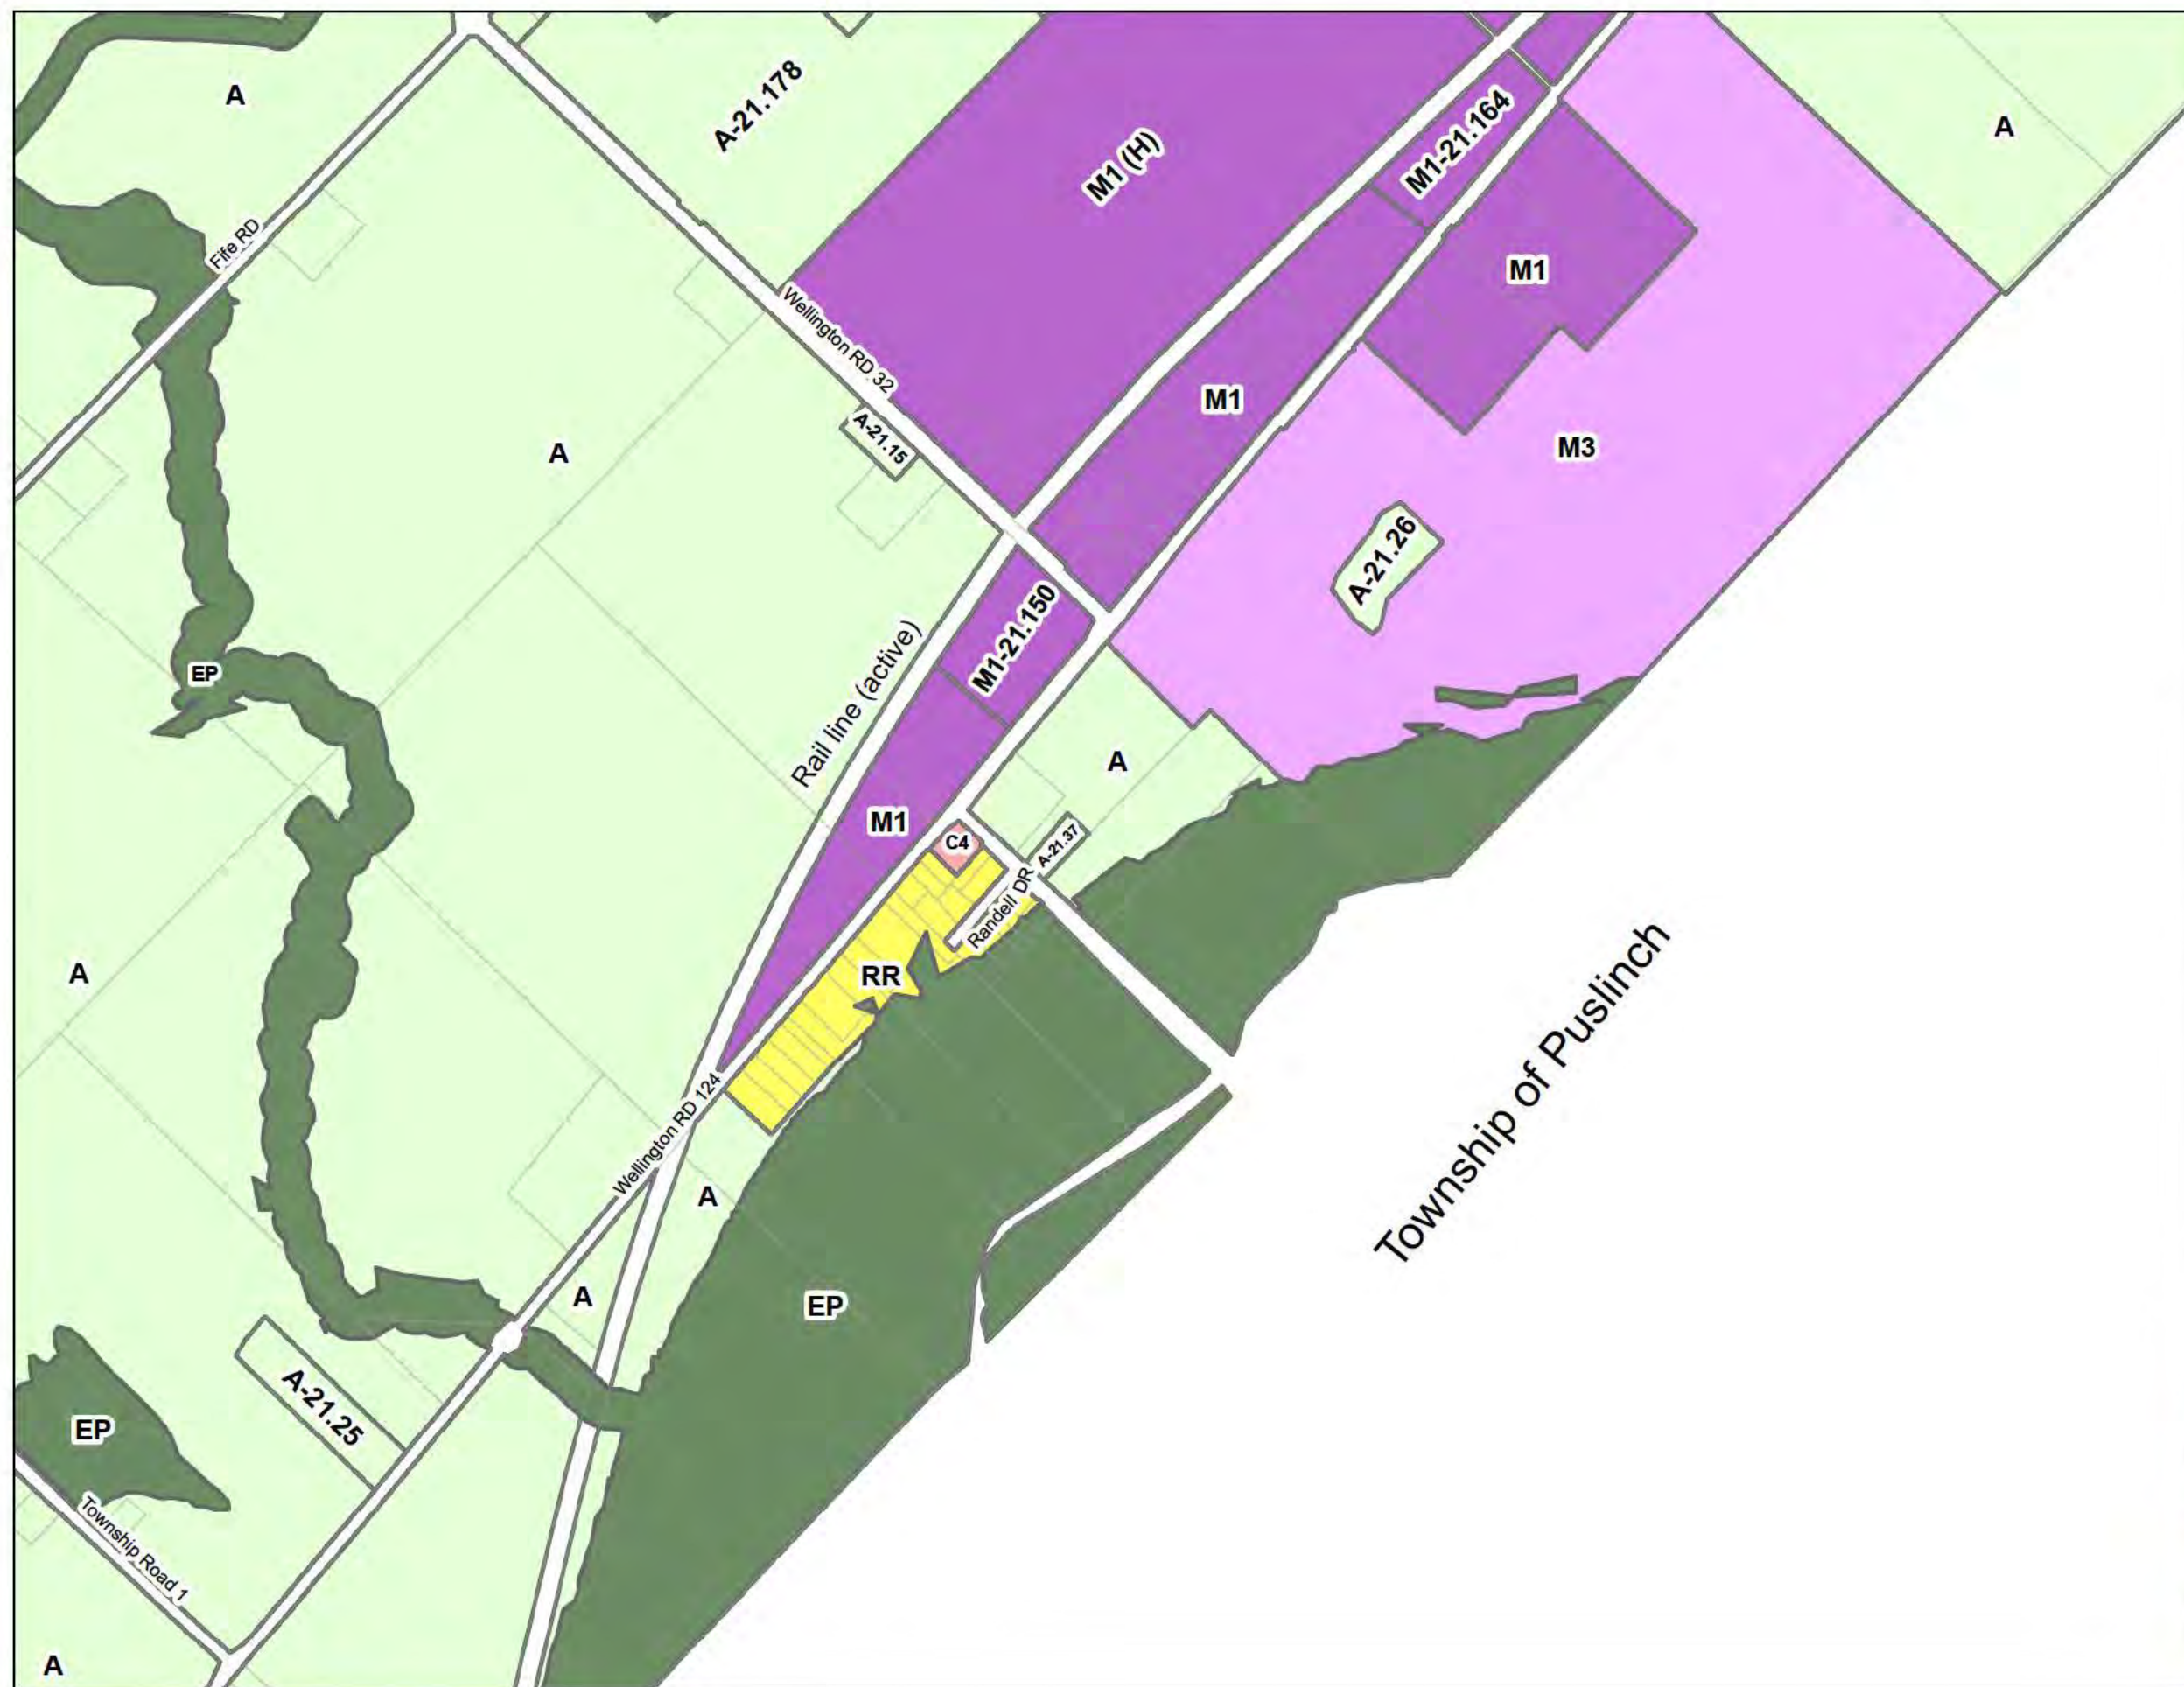 A
A-21.178
M1 (H)
M1-21.164
A
Fife RD
M1
Wellington RD 32
M1
A-21.15
A
M3
A-21.26
M1-21.150
EP
Rail line (active)
A
M1
C4
A-21.37
Randell DR
RR
A
Township of Puslinch
Wellington RD 124
A
A
EP
A-21.25
EP
Township Road 1
A